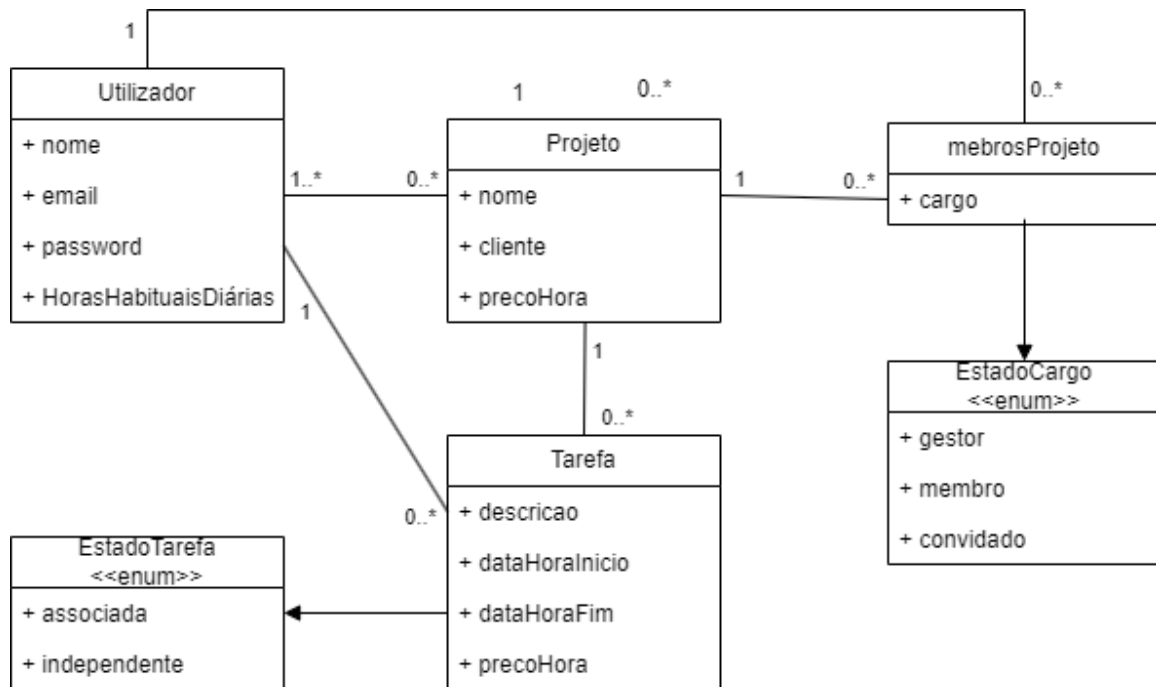 1
Utilizador
+ nome
+ email
+ password
+ HorasHabituaisDiárias
1..*
0..*
1
0..*
Projeto
+ nome
+ cliente
+ precoHora
1
0..*
0..*
mebrosProjeto
+ cargo
1
0..*
1
0..*
EstadoCargo
<<enum>>
+ gestor
+ membro
+ convidado
Tarefa
+ descricao
+ dataHoraInicio
+ dataHoraFim
+ precoHora
EstadoTarefa
<<enum>>
+ associada
+ independente